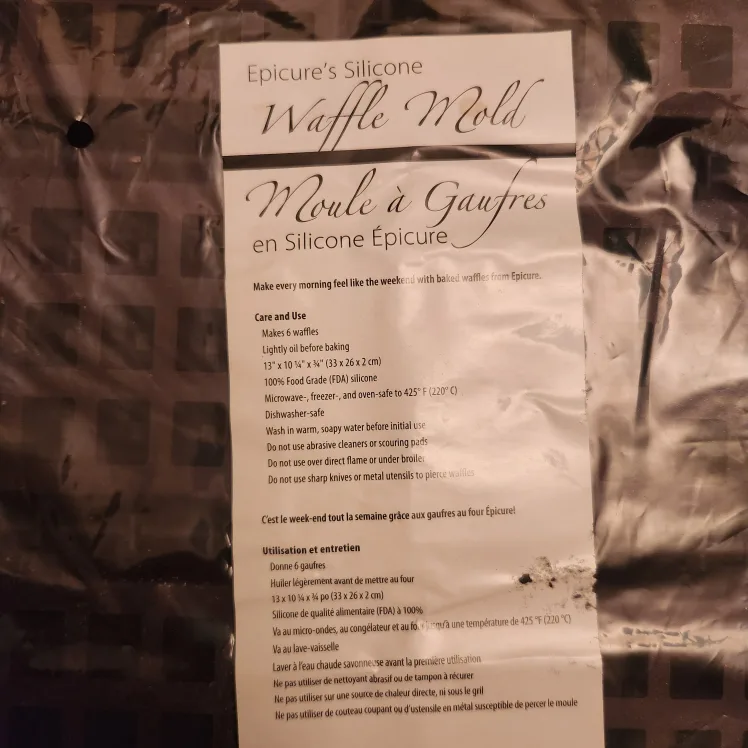 Epicure's Silicone
Waffle Mold
Moule à Gaufres
en Silicone Épicure
Make every morning feel like the weekend with baked waffles from Epicure.
Care and Use
Makes 6 waffles
Lightly oil before baking
13" x 10 ¼" x ¾" (33 x 26 x 2 cm)
100% Food Grade (FDA) silicone
Microwave-, freezer-, and oven-safe to 425° F (220° C)
Dishwasher-safe
Wash in warm, soapy water before initial use
Do not use abrasive cleaners or scouring pads
Do not use over direct flame or under broiler
Do not use sharp knives or metal utensils to pierce waffles
C'est le week-end tout la semaine grâce aux gaufres au four Épicure!
Utilisation et entretien
Donne 6 gaufres
Huiler légèrement avant de mettre au four
13 x 10 ¼ x ¾ po (33 x 26 x 2 cm)
Silicone de qualité alimentaire (FDA) à 100%
Va au micro-ondes, au congélateur et au four jusqu'à une température de 425 °F (220 °C)
Va au lave-vaisselle
Laver à l'eau chaude savonneuse avant la première utilisation
Ne pas utiliser de nettoyant abrasif ou de tampon à récurer
Ne pas utiliser sur une source de chaleur directe, ni sous le gril
Ne pas utiliser de couteau coupant ou d'ustensile en métal susceptible de percer le moule